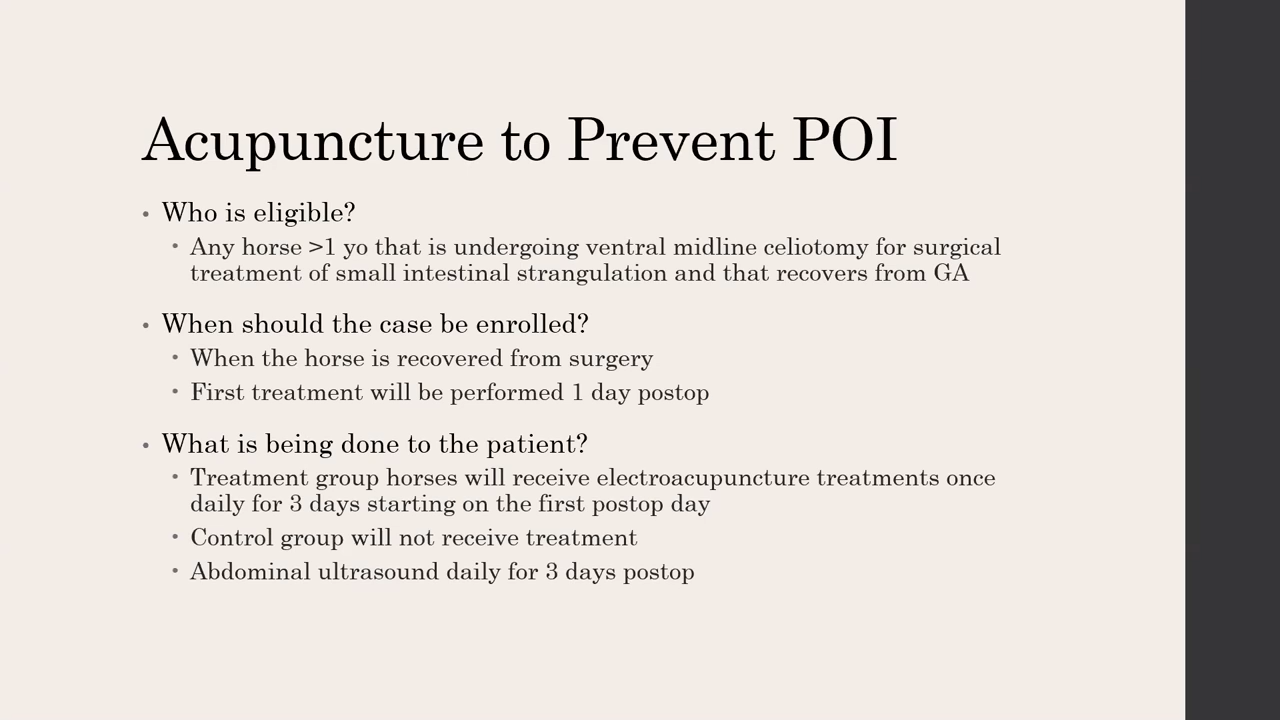 Acupuncture to Prevent POI
• Who is eligible?
• Any horse >1 yo that is undergoing ventral midline celiotomy for surgical
treatment of small intestinal strangulation and that recovers from GA
• When should the case be enrolled?
• When the horse is recovered from surgery
• First treatment will be performed 1 day postop
• What is being done to the patient?
• Treatment group horses will receive electroacupuncture treatments once
daily for 3 days starting on the first postop day
• Control group will not receive treatment
• Abdominal ultrasound daily for 3 days postop